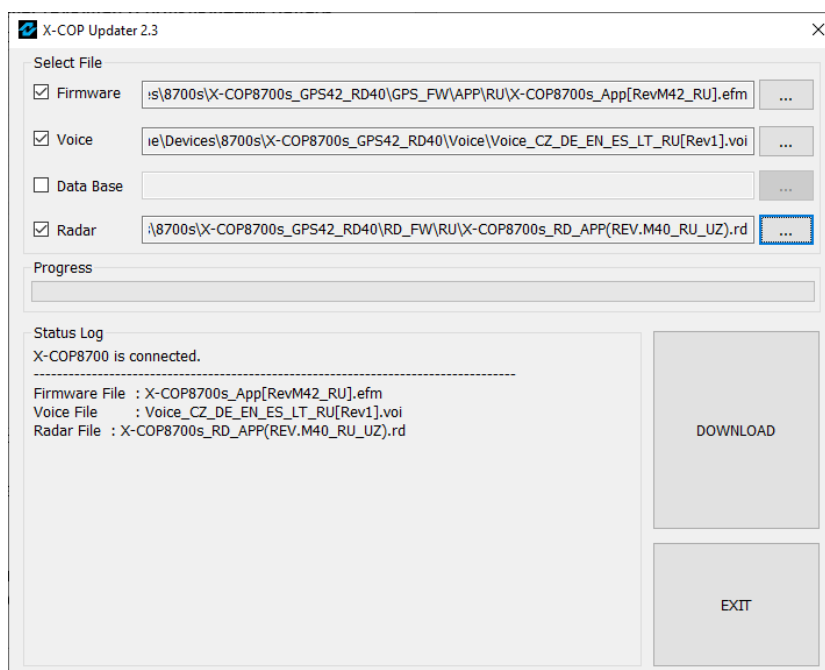 X-COP Updater 2.3
Select File
Firmware
:s\8700s\X-COP8700s_GPS42_RD40\GPS_FW\APP\RU\X-COP8700s_App[RevM42_RU].efm
...
Voice
ıe\Devices\8700s\X-COP8700s_GPS42_RD40\Voice\Voice_CZ_DE_EN_ES_LT_RU[Rev1].voi
...
Data Base
...
Radar
:\8700s\X-COP8700s_GPS42_RD40\RD_FW\RU\X-COP8700s_RD_APP(REV.M40_RU_UZ).rd
...
Progress
Status Log
X-COP8700 is connected.
--------------------------------------------------------------------------------
Firmware File : X-COP8700s_App[RevM42_RU].efm
Voice File : Voice_CZ_DE_EN_ES_LT_RU[Rev1].voi
Radar File : X-COP8700s_RD_APP(REV.M40_RU_UZ).rd
DOWNLOAD
EXIT